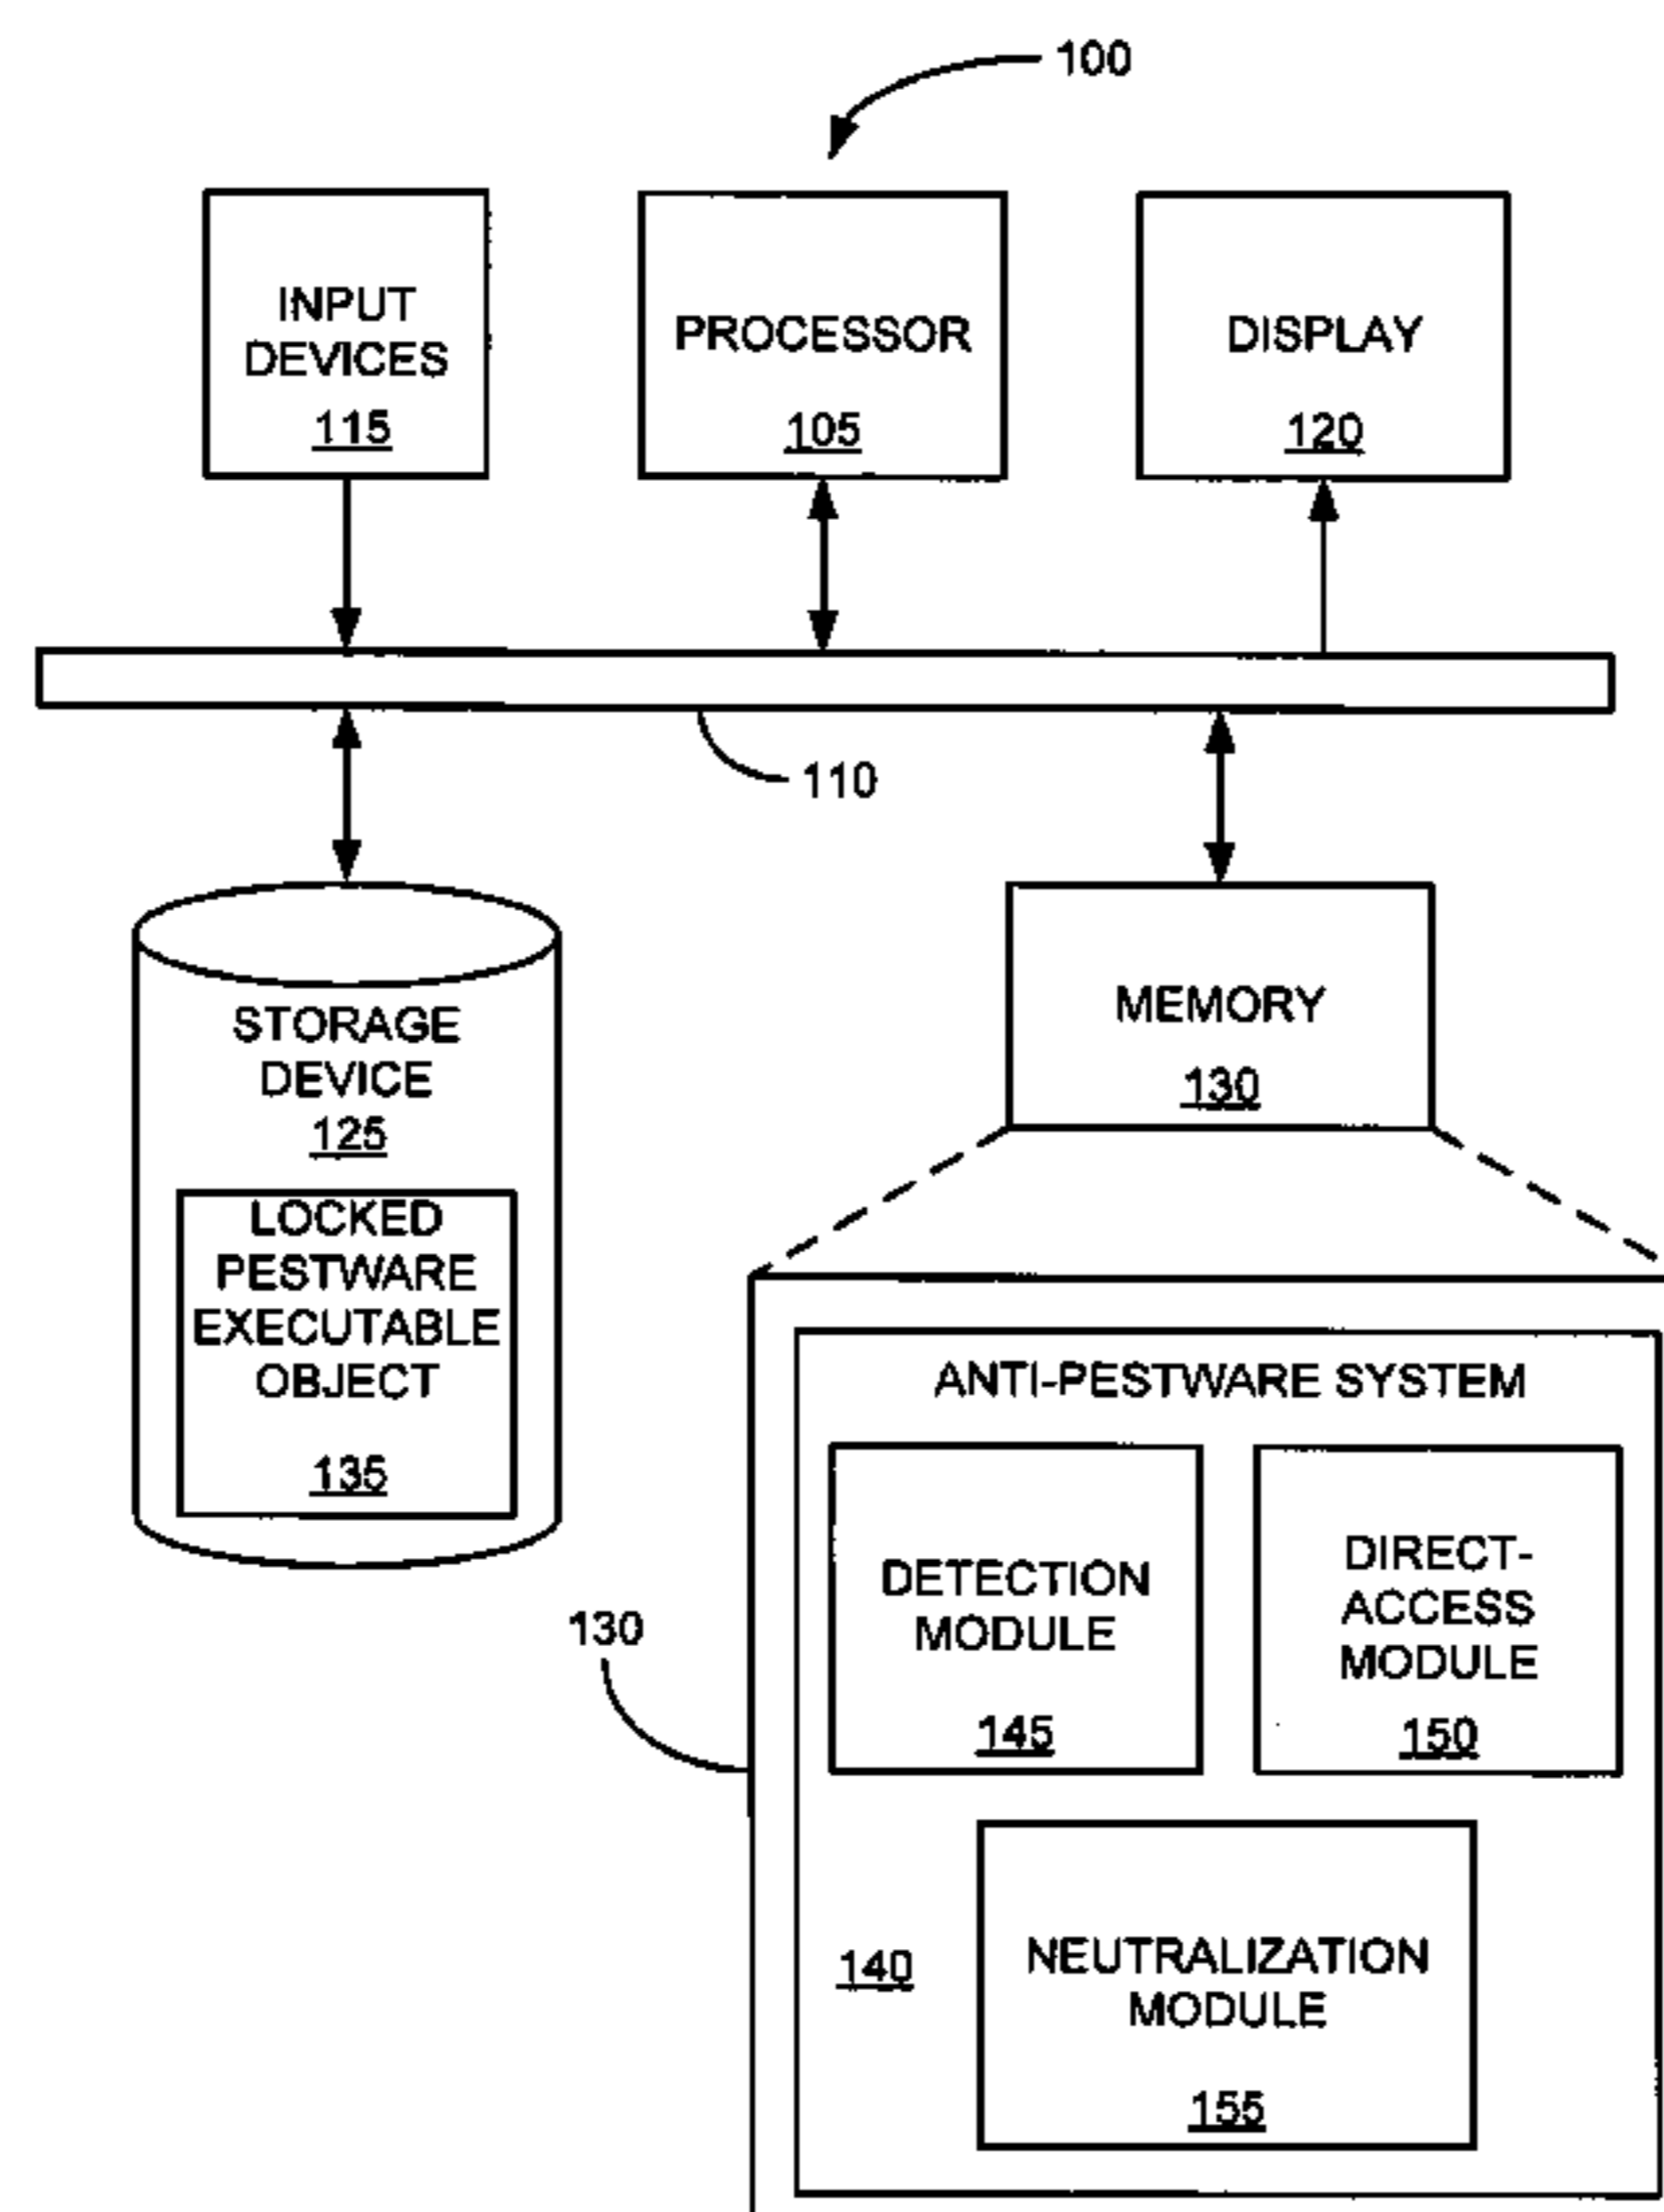 100
INPUT
DEVICES
115
PROCESSOR
105
DISPLAY
120
110
STORAGE
DEVICE
125
LOCKED
PESTWARE
EXECUTABLE
OBJECT
135
MEMORY
130
130
ANTI-PESTWARE SYSTEM
DETECTION
MODULE
145
DIRECT-
ACCESS
MODULE
150
140
NEUTRALIZATION
MODULE
155